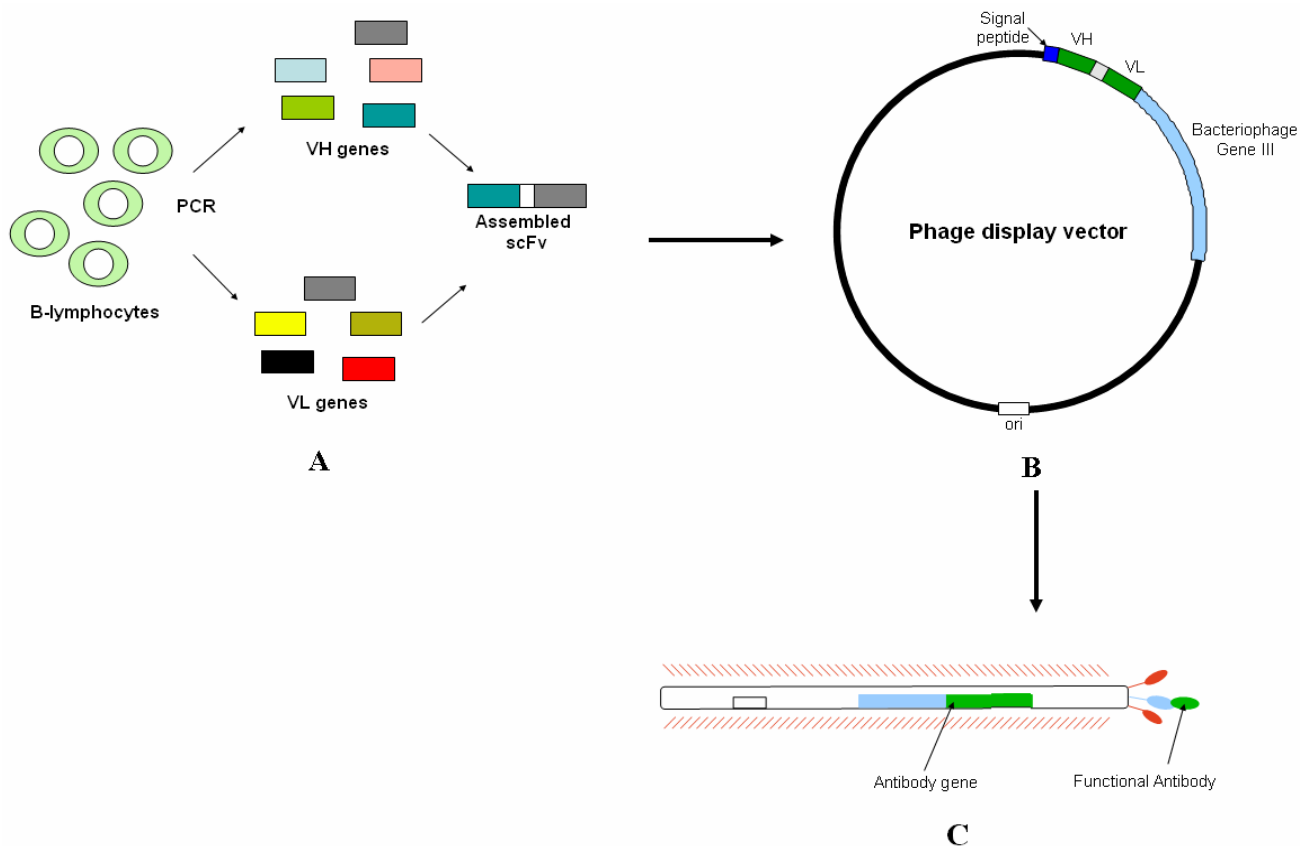 PCR
B-lymphocytes
VH genes
VL genes
Assembled
scFv
A
Signal
peptide
VH
VL
Bacteriophage
Gene III
Phage display vector
ori
B
Antibody gene
Functional Antibody
C